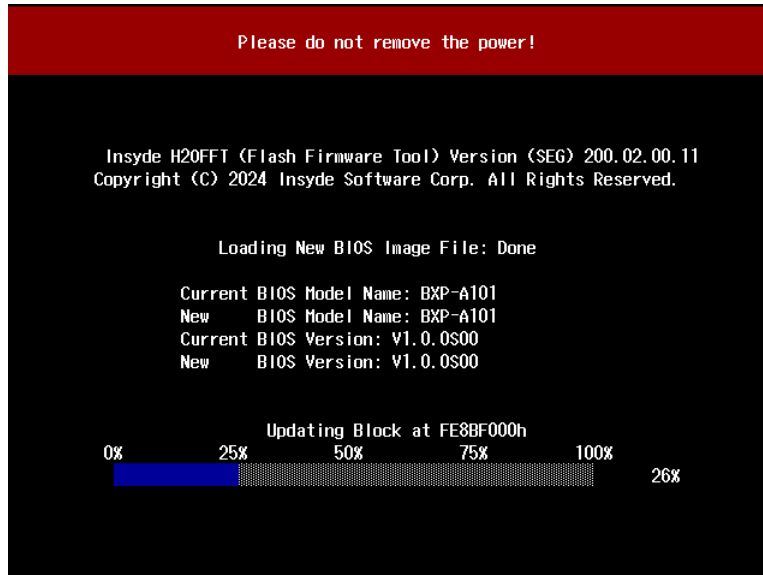 Please do not remove the power!
Insyde H2OFFT (Flash Firmware Tool) Version (SEG) 200.02.00.11
Copyright (C) 2024 Insyde Software Corp. All Rights Reserved.
Loading New BIOS Image File: Done
Current BIOS Model Name: BXP-A101
New     BIOS Model Name: BXP-A101
Current BIOS Version: V1.0.0S00
New     BIOS Version: V1.0.0S00
Updating Block at FE8BF000h
0% 25% 50% 75% 100%
26%